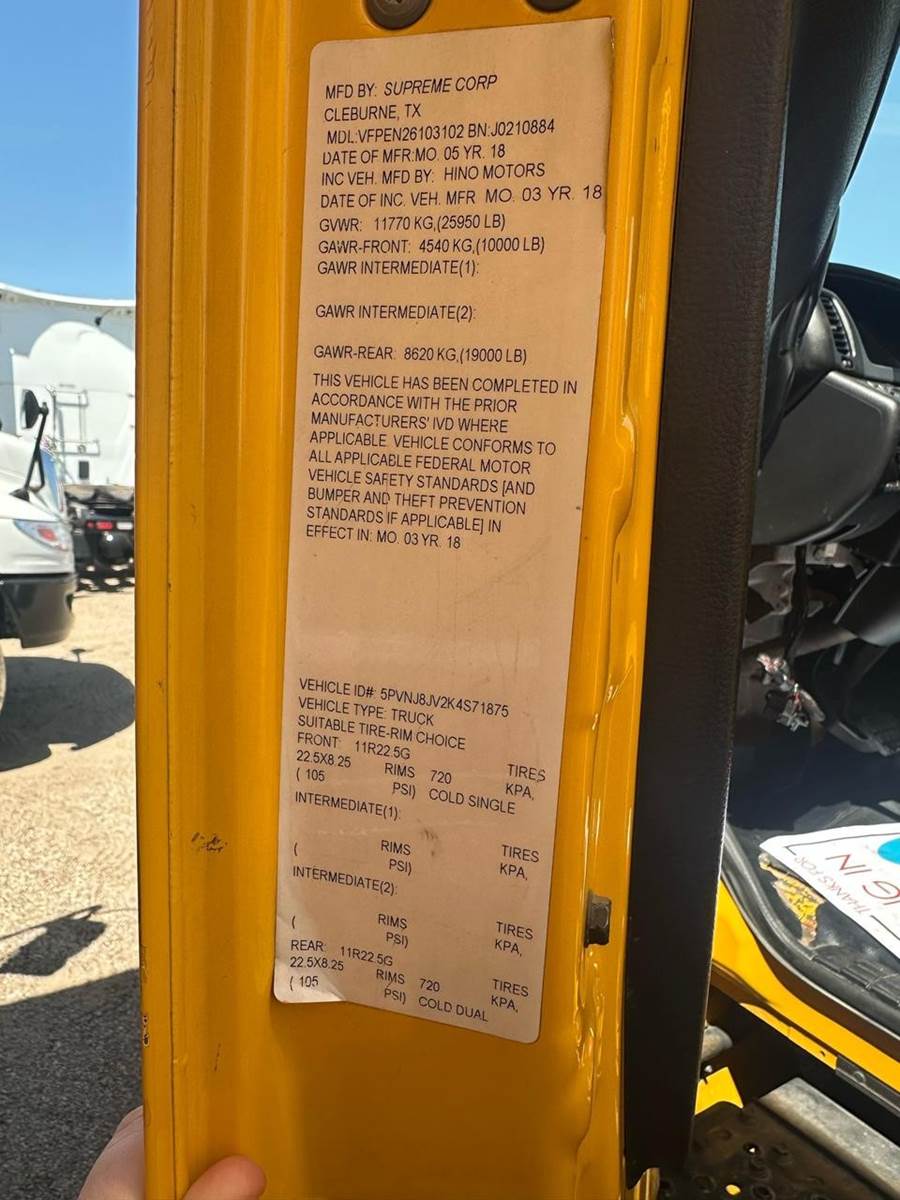 MFD BY: SUPREME CORP
CLEBURNE, TX
MDL:VFPEN26103102 BN:J0210884
DATE OF MFR:MO. 05 YR. 18
INC VEH. MFD BY: HINO MOTORS
DATE OF INC. VEH. MFR MO. 03 YR. 18
GVWR: 11770 KG,(25950 LB)
GAWR-FRONT: 4540 KG,(10000 LB)
GAWR INTERMEDIATE(1):
GAWR INTERMEDIATE(2):
GAWR-REAR: 8620 KG,(19000 LB)
THIS VEHICLE HAS BEEN COMPLETED IN
ACCORDANCE WITH THE PRIOR
MANUFACTURERS' IVD WHERE
APPLICABLE. VEHICLE CONFORMS TO
ALL APPLICABLE FEDERAL MOTOR
VEHICLE SAFETY STANDARDS [AND
BUMPER AND THEFT PREVENTION
STANDARDS IF APPLICABLE] IN
EFFECT IN: MO. 03 YR. 18
VEHICLE ID#: 5PVNJ8JV2K4S71875
VEHICLE TYPE: TRUCK
SUITABLE TIRE-RIM CHOICE
FRONT: 11R22.5G TIRES
22.5X8.25 RIMS 720 KPA,
( 105 PSI) COLD SINGLE
INTERMEDIATE(1):
TIRES
RIMS KPA,
( PSI)
INTERMEDIATE(2):
TIRES
RIMS KPA,
( PSI)
REAR: 11R22.5G TIRES
22.5X8.25 RIMS 720 KPA,
( 105 PSI) COLD DUAL
THANKS FOR
G IN